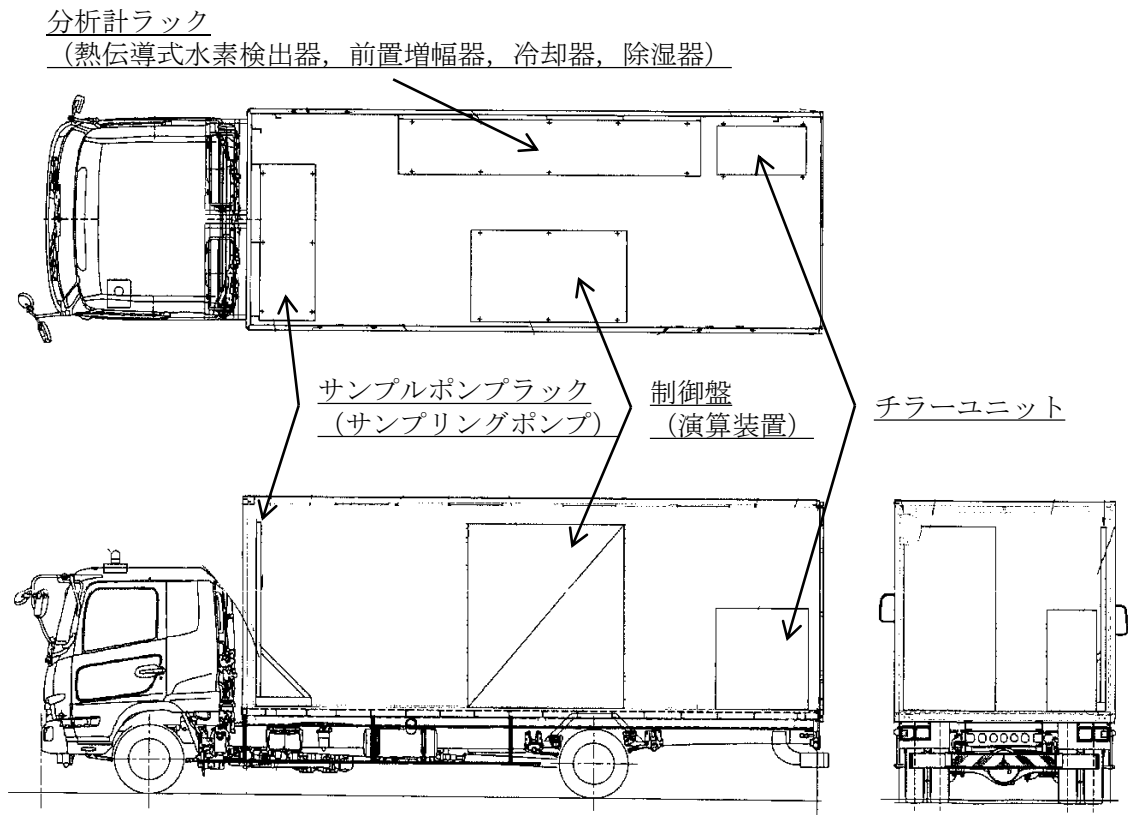 分析計ラック
（熱伝導式水素検出器，前置増幅器，冷却器，除湿器）
サンプルポンプラック
（サンプリングポンプ）
制御盤
（演算装置）
チラーユニット